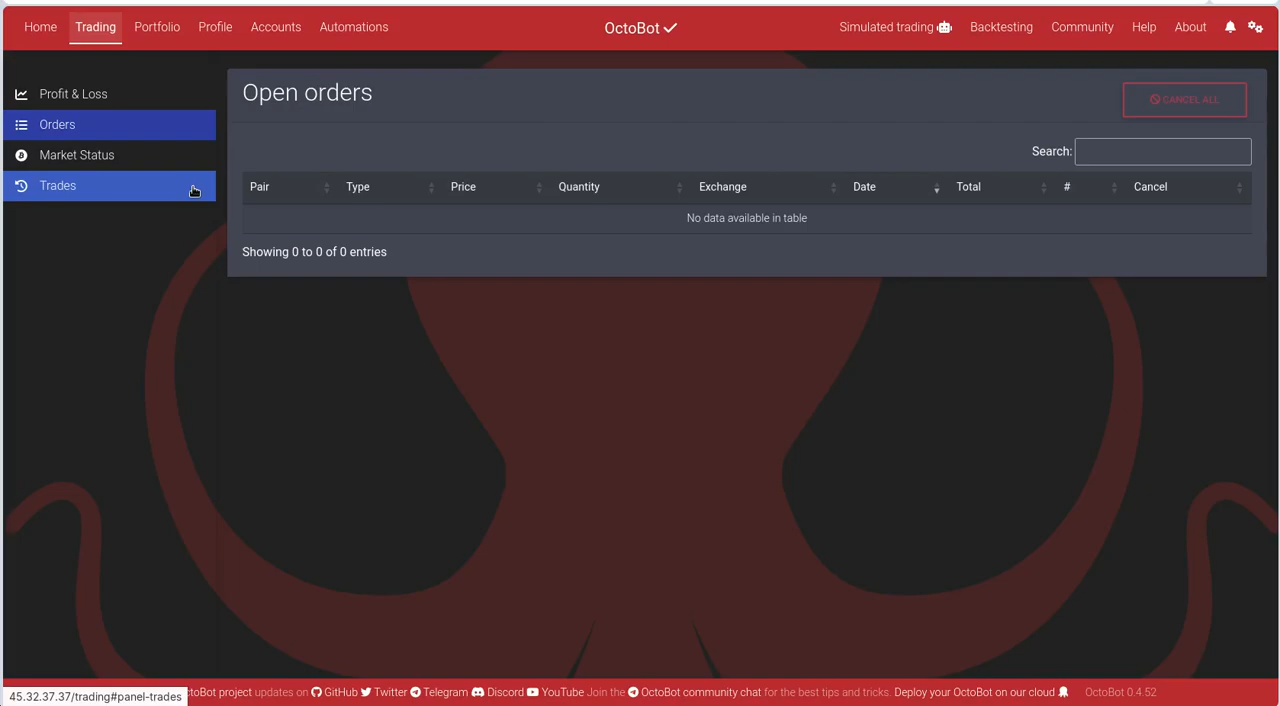 Home Trading Portfolio Profile Accounts Automations OctoBot Simulated trading Backtesting Community Help About
Profit & Loss
Orders
Market Status
Trades
Open orders
CANCEL ALL
Search:
Pair Type Price Quantity Exchange Date Total # Cancel
No data available in table
Showing 0 to 0 of 0 entries
45.32.37.37/trading#panel-trades
ctoBot project updates on GitHub Twitter Telegram Discord YouTube Join the OctoBot community chat for the best tips and tricks. Deploy your OctoBot on our cloud OctoBot 0.4.52